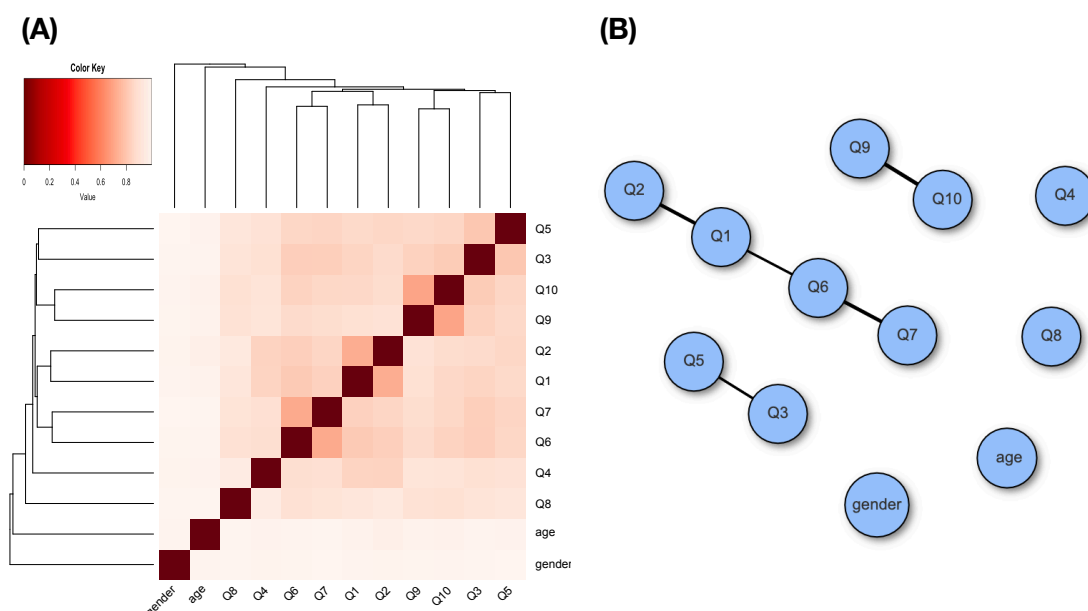 (A)
(B)
Color Key
0 0.2 0.4 0.6 0.8
Value
Q5
Q3
Q10
Q9
Q2
Q1
Q7
Q6
Q4
Q8
age
gender
gender age Q8 Q4 Q6 Q7 Q1 Q2 Q9 Q10 Q3 Q5
Q9
Q2
Q10
Q4
Q1
Q6
Q7
Q8
Q5
Q3
age
gender